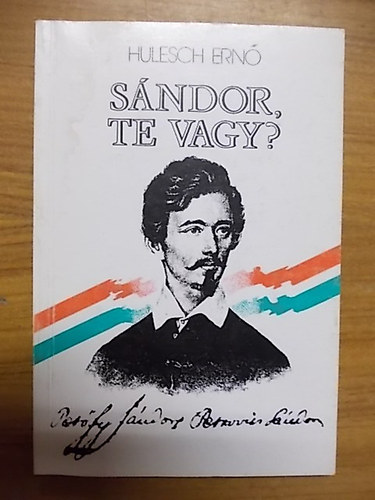 HULESCH ERNŐ
SÁNDOR,
TE VAGY?
Petőfy Sándor Petrovics Sándor